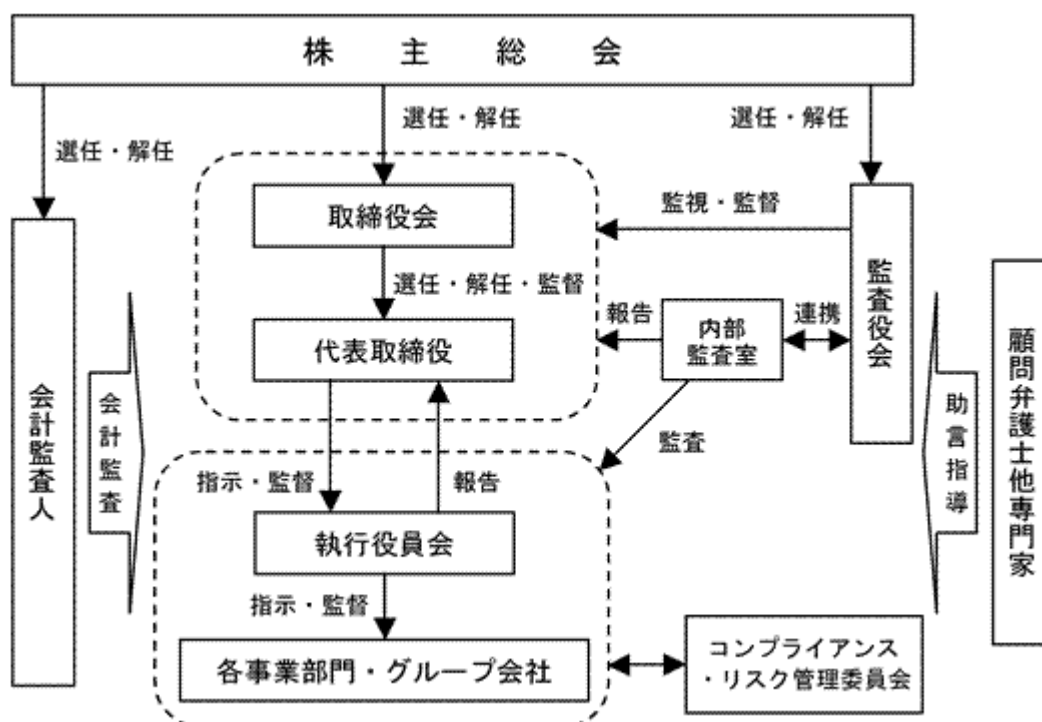 株主総会
選任・解任
選任・解任
選任・解任
取締役会
監視・監督
選任・解任・監督
監査役会
報告
内部
監査室
連携
代表取締役
会計監査人
会計監査
顧問弁護士他専門家
助言指導
監査
指示・監督
報告
執行役員会
指示・監督
各事業部門・グループ会社
コンプライアンス
・リスク管理委員会